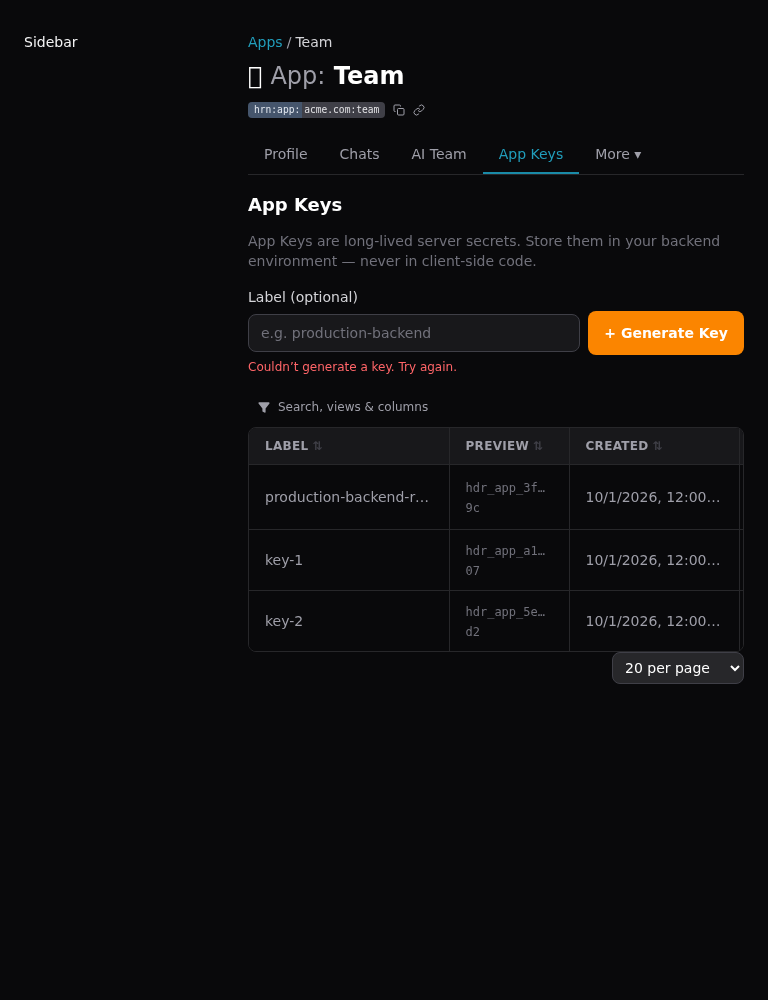 Sidebar
Apps / Team
App: Team
hrn:app: acme.com:team
Profile Chats AI Team App Keys More ▾
App Keys
App Keys are long-lived server secrets. Store them in your backend
environment — never in client-side code.
Label (optional)
e.g. production-backend
+ Generate Key
Couldn’t generate a key. Try again.
Search, views & columns
LABEL ⇅ PREVIEW ⇅ CREATED ⇅
production-backend-r… hdr_app_3f…9c 10/1/2026, 12:00…
key-1 hdr_app_a1…07 10/1/2026, 12:00…
key-2 hdr_app_5e…d2 10/1/2026, 12:00…
20 per page